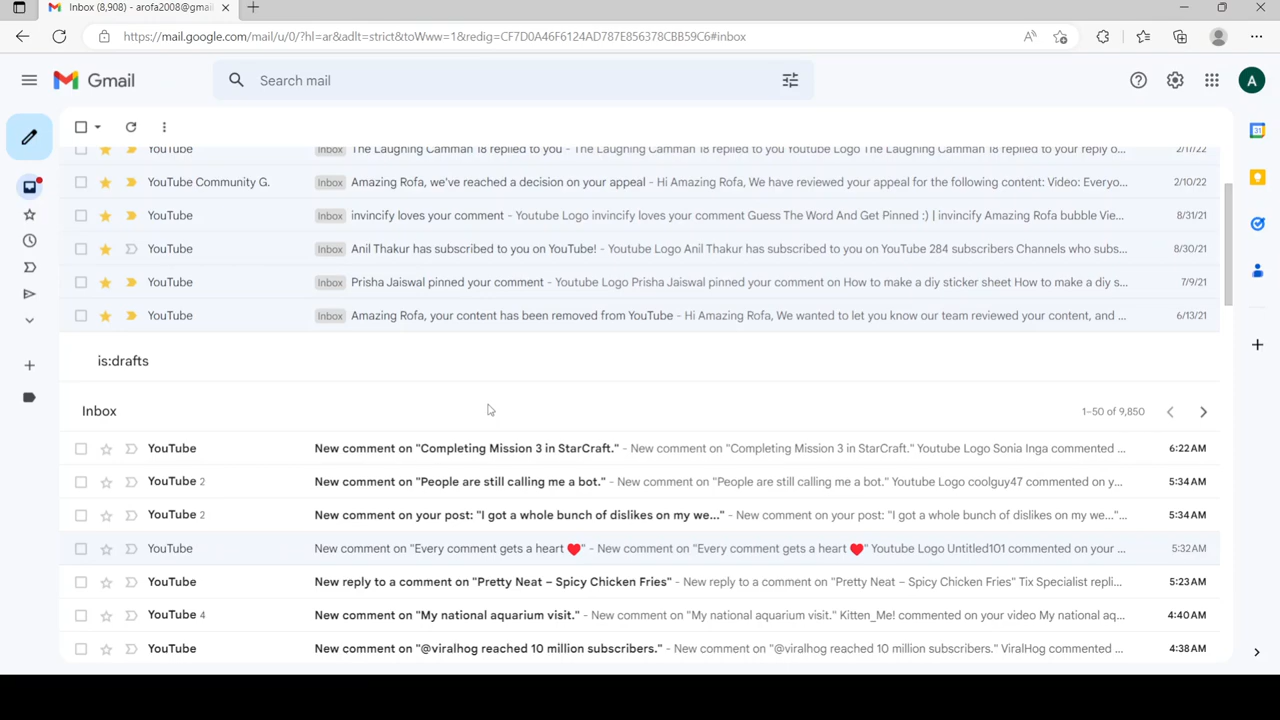 Inbox (8,908) - arofa2008@gmai
https://mail.google.com/mail/u/0/?hl=ar&adlt=strict&toWww=1&redig=CF7D0A46F6124AD787E856378CBB59C6#inbox
Gmail
Search mail
A
YouTube Inbox The Laughing Camman 18 replied to you - The Laughing Camman 18 replied to you Youtube Logo The Laughing Camman 18 replied to your reply o... 2/17/22
YouTube Community G. Inbox Amazing Rofa, we've reached a decision on your appeal - Hi Amazing Rofa, We have reviewed your appeal for the following content: Video: Everyo... 2/10/22
YouTube Inbox invincify loves your comment - Youtube Logo invincify loves your comment Guess The Word And Get Pinned :) | invincify Amazing Rofa bubble Vie... 8/31/21
YouTube Inbox Anil Thakur has subscribed to you on YouTube! - Youtube Logo Anil Thakur has subscribed to you on YouTube 284 subscribers Channels who subs... 8/30/21
YouTube Inbox Prisha Jaiswal pinned your comment - Youtube Logo Prisha Jaiswal pinned your comment on How to make a diy sticker sheet How to make a diy s... 7/9/21
YouTube Inbox Amazing Rofa, your content has been removed from YouTube - Hi Amazing Rofa, We wanted to let you know our team reviewed your content, and ... 6/13/21
is:drafts
Inbox 1–50 of 9,850
YouTube New comment on "Completing Mission 3 in StarCraft." - New comment on "Completing Mission 3 in StarCraft." Youtube Logo Sonia Inga commented ... 6:22 AM
YouTube 2 New comment on "People are still calling me a bot." - New comment on "People are still calling me a bot." Youtube Logo coolguy47 commented on y... 5:34 AM
YouTube 2 New comment on your post: "I got a whole bunch of dislikes on my we..." - New comment on your post: "I got a whole bunch of dislikes on my we..."... 5:34 AM
YouTube New comment on "Every comment gets a heart ❤️" - New comment on "Every comment gets a heart ❤️" Youtube Logo Untitled101 commented on your ... 5:32 AM
YouTube New reply to a comment on "Pretty Neat – Spicy Chicken Fries" - New reply to a comment on "Pretty Neat – Spicy Chicken Fries" Tix Specialist repli... 5:23 AM
YouTube 4 New comment on "My national aquarium visit." - New comment on "My national aquarium visit." Kitten_Me! commented on your video My national aq... 4:40 AM
YouTube New comment on "@viralhog reached 10 million subscribers." - New comment on "@viralhog reached 10 million subscribers." ViralHog commented ... 4:38 AM